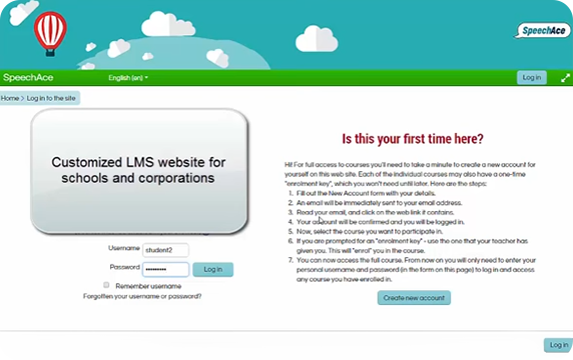 SpeechAce
SpeechAce
English (en)
Log in
Home > Log in to the site
Customized LMS website for
schools and corporations
Username
student2
Password
Log in
Remember username
Forgotten your username or password?
Is this your first time here?
Hi! For full access to courses you'll need to take a minute to create a new account for
yourself on this web site. Each of the individual courses may also have a one-time
"enrolment key", which you won't need until later. Here are the steps:
1. Fill out the New Account form with your details.
2. An email will be immediately sent to your email address.
3. Read your email, and click on the web link it contains.
4. Your account will be confirmed and you will be logged in.
5. Now, select the course you want to participate in.
6. If you are prompted for an "enrolment key" - use the one that your teacher has
given you. This will "enrol" you in the course.
7. You can now access the full course. From now on you will only need to enter your
personal username and password (in the form on this page) to log in and access
any course you have enrolled in.
Create new account
Log in